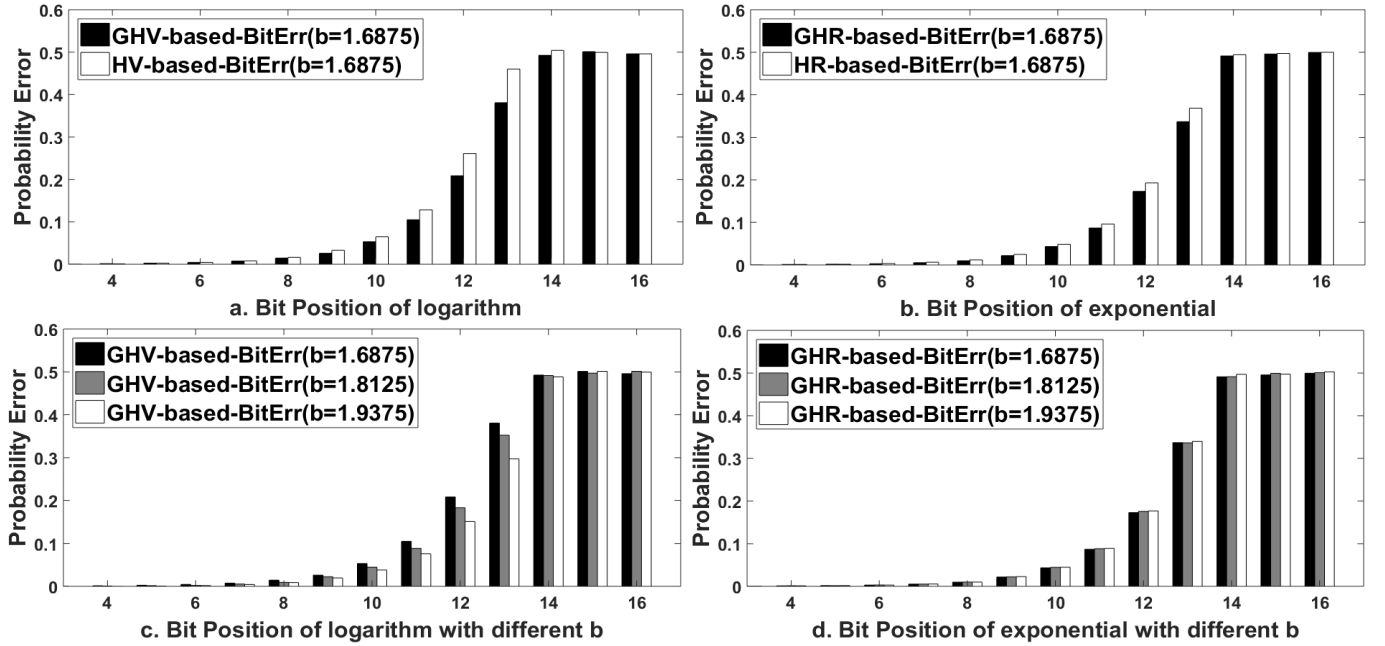 GHV-based-BitErr(b=1.6875)
HV-based-BitErr(b=1.6875)
Probability Error
0.6
0.5
0.4
0.3
0.2
0.1
0
4 6 8 10 12 14 16
a. Bit Position of logarithm
GHR-based-BitErr(b=1.6875)
HR-based-BitErr(b=1.6875)
Probability Error
0.6
0.5
0.4
0.3
0.2
0.1
0
4 6 8 10 12 14 16
b. Bit Position of exponential
GHV-based-BitErr(b=1.6875)
GHV-based-BitErr(b=1.8125)
GHV-based-BitErr(b=1.9375)
Probability Error
0.6
0.5
0.4
0.3
0.2
0.1
0
4 6 8 10 12 14 16
c. Bit Position of logarithm with different b
GHR-based-BitErr(b=1.6875)
GHR-based-BitErr(b=1.8125)
GHR-based-BitErr(b=1.9375)
Probability Error
0.6
0.5
0.4
0.3
0.2
0.1
0
4 6 8 10 12 14 16
d. Bit Position of exponential with different b